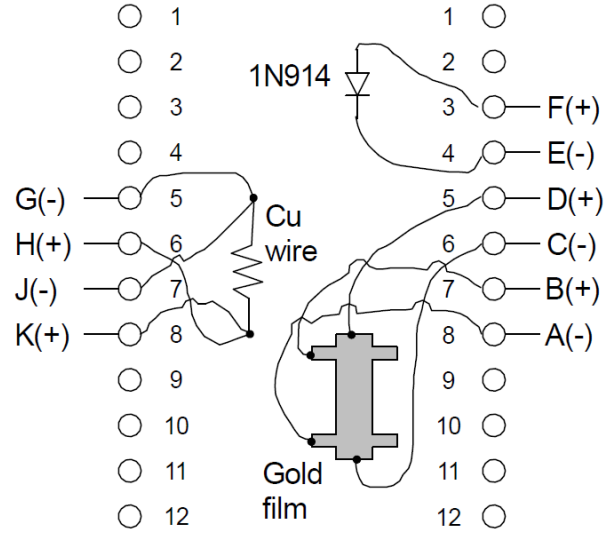 1 1
2 1N914 2
3 3 F(+)
4 4 E(-)
G(-) 5 5 D(+)
H(+) 6 Cu 6 C(-)
wire
J(-) 7 7 B(+)
K(+) 8 8 A(-)
9 9
10 10
11 Gold 11
film
12 12